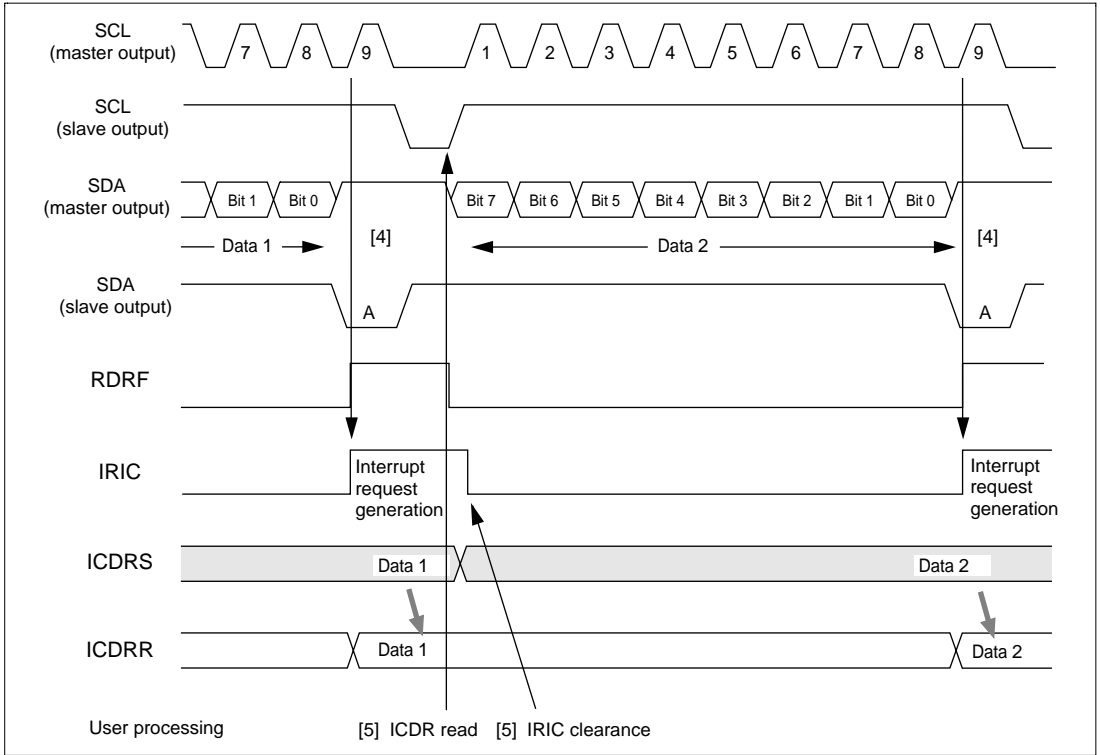 SCL
(master output)
7 8 9 1 2 3 4 5 6 7 8 9
SCL
(slave output)
SDA
(master output)
Bit 1 Bit 0 Bit 7 Bit 6 Bit 5 Bit 4 Bit 3 Bit 2 Bit 1 Bit 0
Data 1 [4] Data 2 [4]
SDA
(slave output)
A A
RDRF
IRIC
Interrupt
request
generation
Interrupt
request
generation
ICDRS
Data 1 Data 2
ICDRR
Data 1 Data 2
User processing [5] ICDR read [5] IRIC clearance